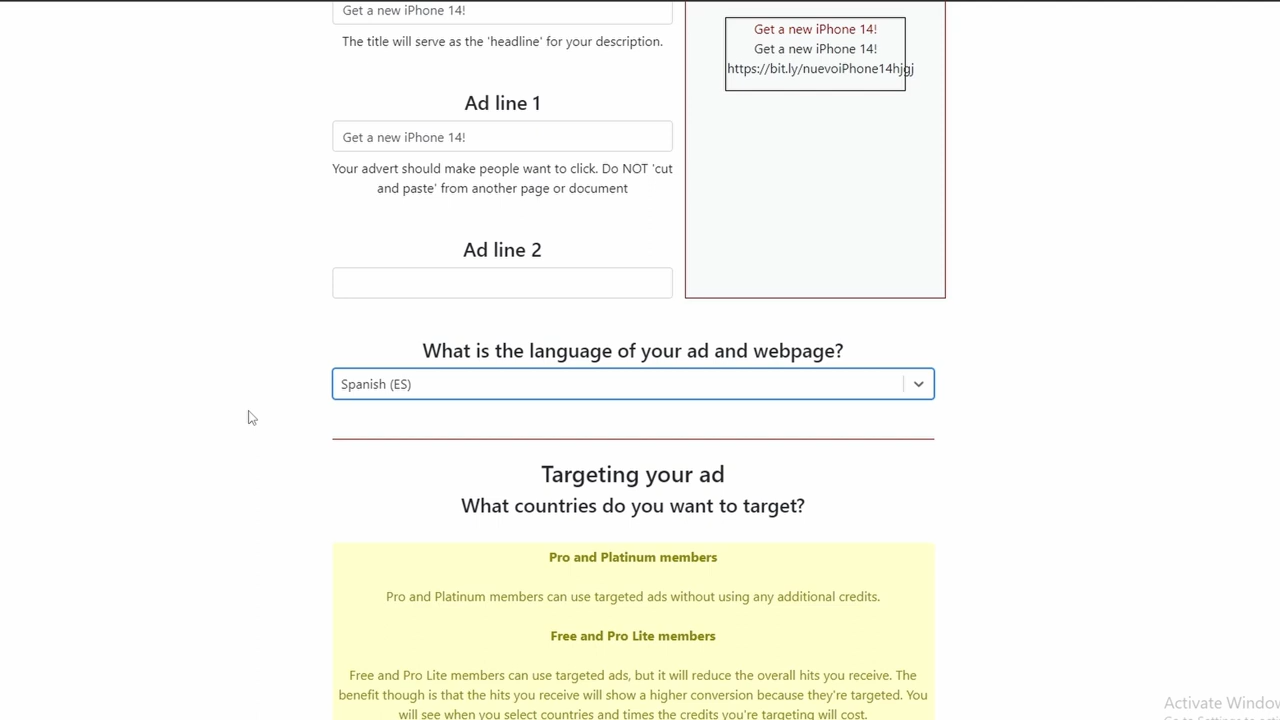 Get a new iPhone 14!
The title will serve as the 'headline' for your description.
Ad line 1
Get a new iPhone 14!
Your advert should make people want to click. Do NOT 'cut
and paste' from another page or document
Ad line 2
Get a new iPhone 14!
Get a new iPhone 14!
https://bit.ly/nuevoiPhone14hjgj
What is the language of your ad and webpage?
Spanish (ES)
Targeting your ad
What countries do you want to target?
Pro and Platinum members
Pro and Platinum members can use targeted ads without using any additional credits.
Free and Pro Lite members
Free and Pro Lite members can use targeted ads, but it will reduce the overall hits you receive. The
benefit though is that the hits you receive will show a higher conversion because they're targeted. You
will see when you select countries and times the credits you're targeting will cost.
Activate Window